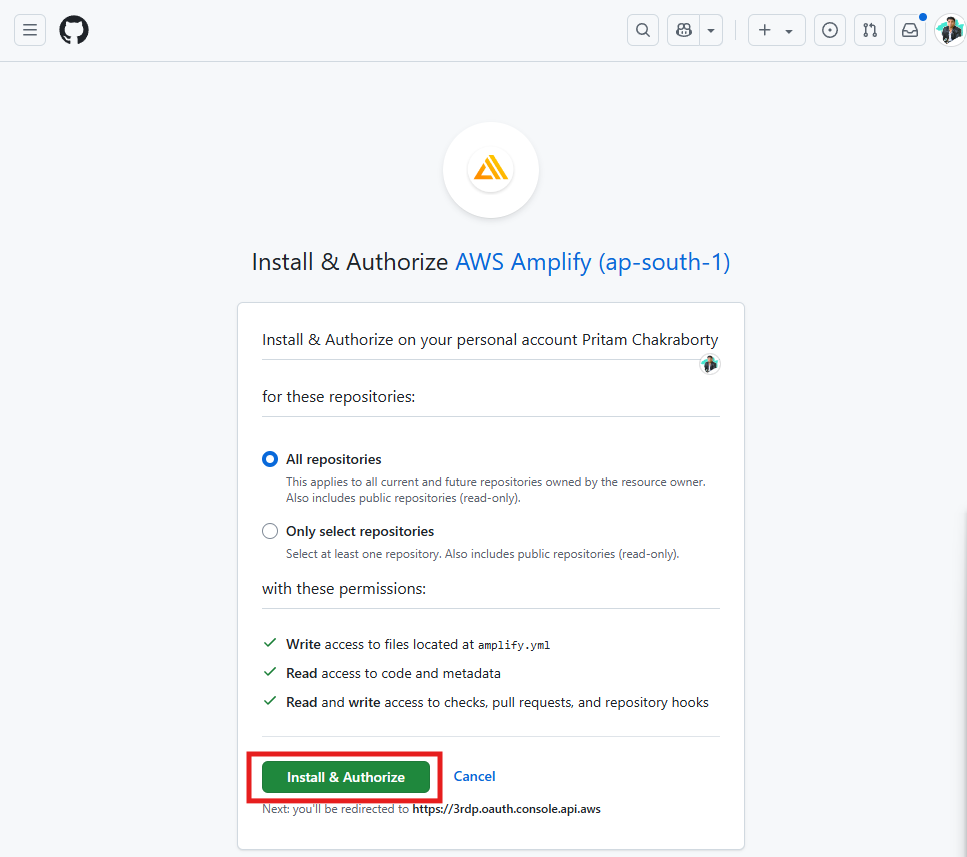 Install & Authorize AWS Amplify (ap-south-1)
Install & Authorize on your personal account Pritam Chakraborty
for these repositories:
All repositories
This applies to all current and future repositories owned by the resource owner.
Also includes public repositories (read-only).
Only select repositories
Select at least one repository. Also includes public repositories (read-only).
with these permissions:
Write access to files located at amplify.yml
Read access to code and metadata
Read and write access to checks, pull requests, and repository hooks
Install & Authorize Cancel
Next: you'll be redirected to https://3rdp.oauth.console.api.aws